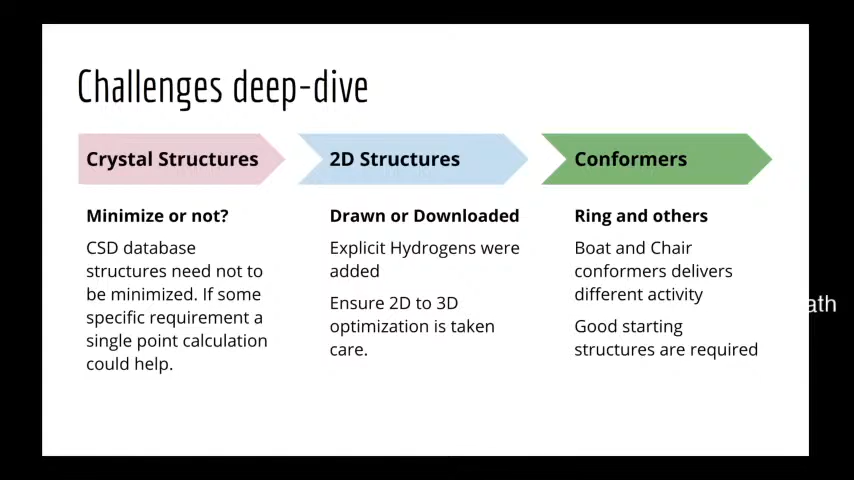 Challenges deep-dive
Crystal Structures
2D Structures
Conformers
Minimize or not?
CSD database
structures need not to
be minimized. If some
specific requirement a
single point calculation
could help.
Drawn or Downloaded
Explicit Hydrogens were
added
Ensure 2D to 3D
optimization is taken
care.
Ring and others
Boat and Chair
conformers delivers
different activity
Good starting
structures are required
ath